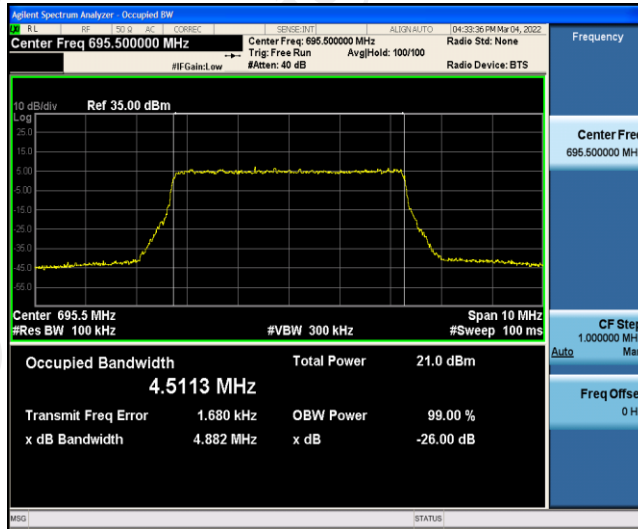 Agilent Spectrum Analyzer - Occupied BW
RL RF 50 Ω AC CORREC SENSE:INT ALIGN AUTO 04:33:36 PM Mar 04, 2022
Center Freq 695.500000 MHz
Center Freq: 695.500000 MHz
Radio Std: None
Trig: Free Run Avg|Hold: 100/100
#IFGain:Low #Atten: 40 dB Radio Device: BTS
10 dB/div Ref 35.00 dBm
Log
25.0
15.0
5.00
-5.00
-15.0
-25.0
-35.0
-45.0
-55.0
Center 695.5 MHz Span 10 MHz
#Res BW 100 kHz #VBW 300 kHz #Sweep 100 ms
Occupied Bandwidth Total Power 21.0 dBm
4.5113 MHz
Transmit Freq Error 1.680 kHz OBW Power 99.00 %
x dB Bandwidth 4.882 MHz x dB -26.00 dB
MSG STATUS
Frequency
Center Fre
695.500000 MH
CF Step
1.000000 MH
Auto Ma
Freq Offse
0 H